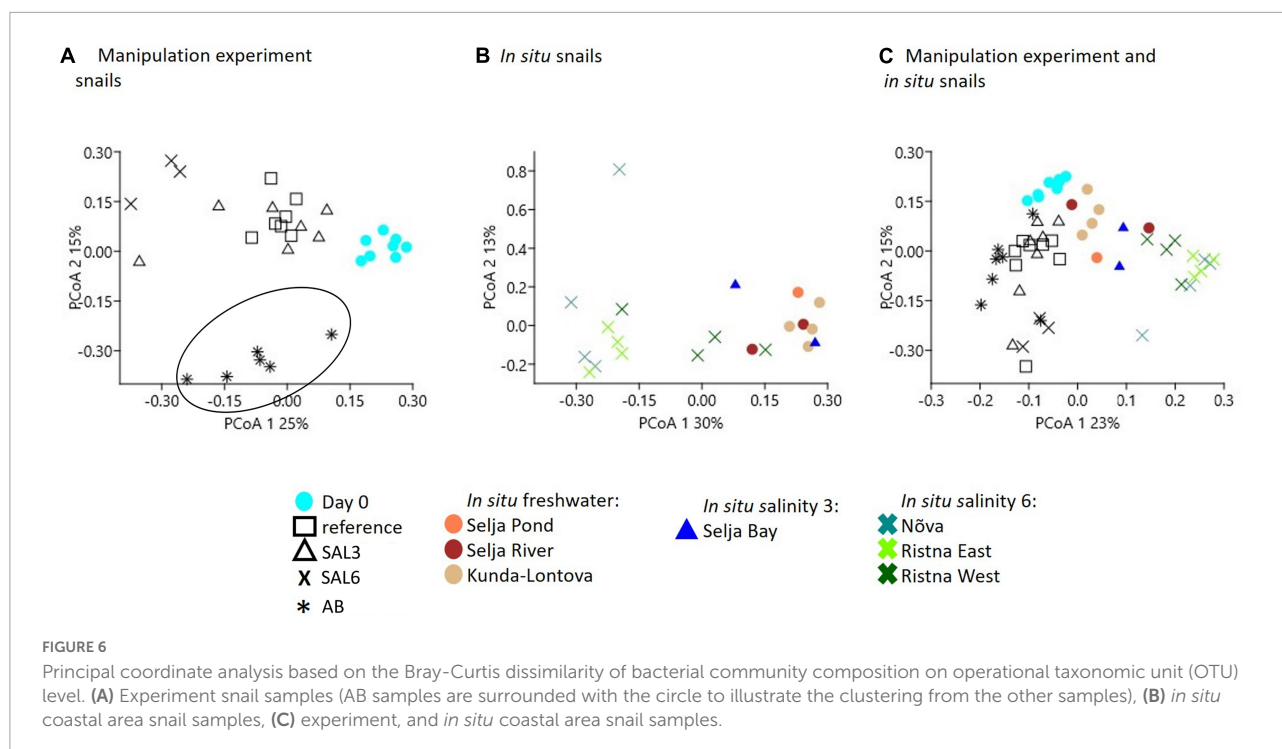 A Manipulation experiment
snails
B In situ snails
C Manipulation experiment and
in situ snails
0.30
0.15
0.00
-0.15
-0.30
PCoA 2 15%
-0.30
-0.15
0.00
0.15
0.30
PCoA 1 25%
0.8
0.6
0.4
0.2
0.0
-0.2
PCoA 2 13%
-0.30
-0.15
0.00
0.15
0.30
PCoA 1 30%
0.30
0.15
0.00
-0.15
-0.30
PCoA 2 15%
-0.3
-0.2
-0.1
0.0
0.1
0.2
0.3
PCoA 1 23%
Day 0
reference
SAL3
SAL6
AB
In situ freshwater:
Selja Pond
Selja River
Kunda-Lontova
In situ salinity 3:
Selja Bay
In situ salinity 6:
Nõva
Ristna East
Ristna West
FIGURE 6
Principal coordinate analysis based on the Bray-Curtis dissimilarity of bacterial community composition on operational taxonomic unit (OTU)
level. (A) Experiment snail samples (AB samples are surrounded with the circle to illustrate the clustering from the other samples), (B) in situ
coastal area snail samples, (C) experiment, and in situ coastal area snail samples.